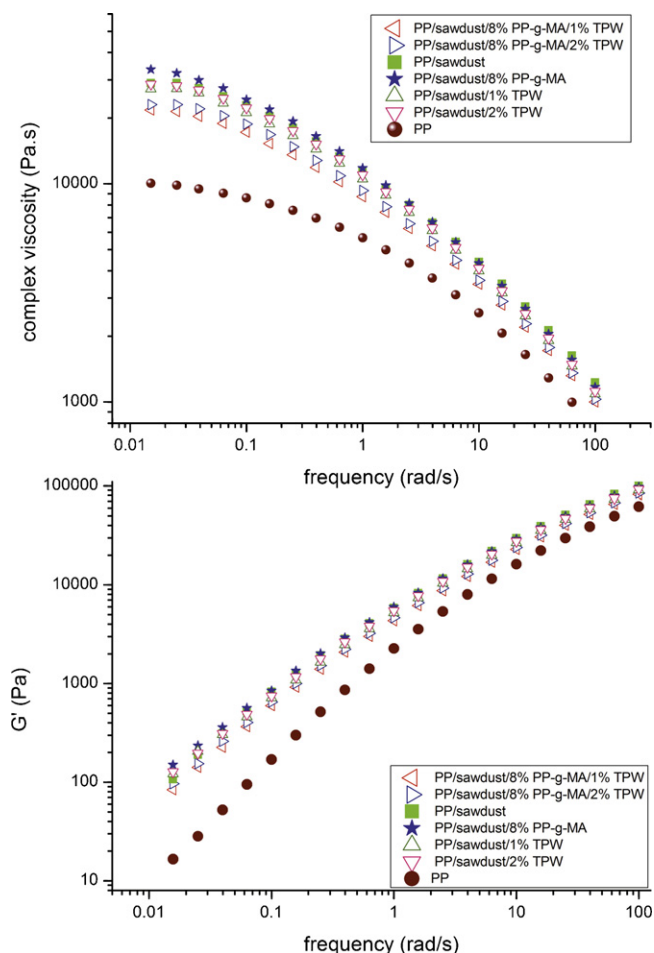 PP/sawdust/8% PP-g-MA/1% TPW
PP/sawdust/8% PP-g-MA/2% TPW
PP/sawdust
PP/sawdust/8% PP-g-MA
PP/sawdust/1% TPW
PP/sawdust/2% TPW
PP
complex viscosity (Pa.s)
10000
1000
0.01
0.1
1
10
100
frequency (rad/s)
G' (Pa)
100000
10000
1000
100
10
PP/sawdust/8% PP-g-MA/1% TPW
PP/sawdust/8% PP-g-MA/2% TPW
PP/sawdust
PP/sawdust/8% PP-g-MA
PP/sawdust/1% TPW
PP/sawdust/2% TPW
PP
0.01
0.1
1
10
100
frequency (rad/s)